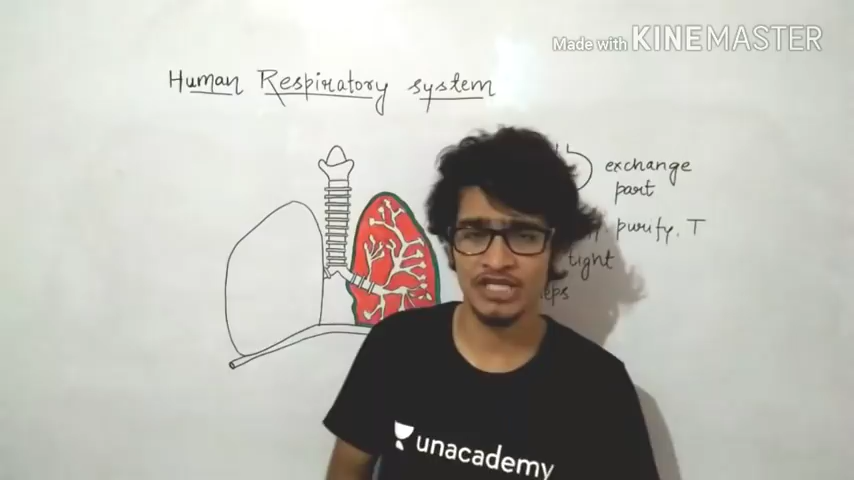 Made with KINEMASTER
Human Respiratory system
exchange
part
purify, T
tight
unacademy